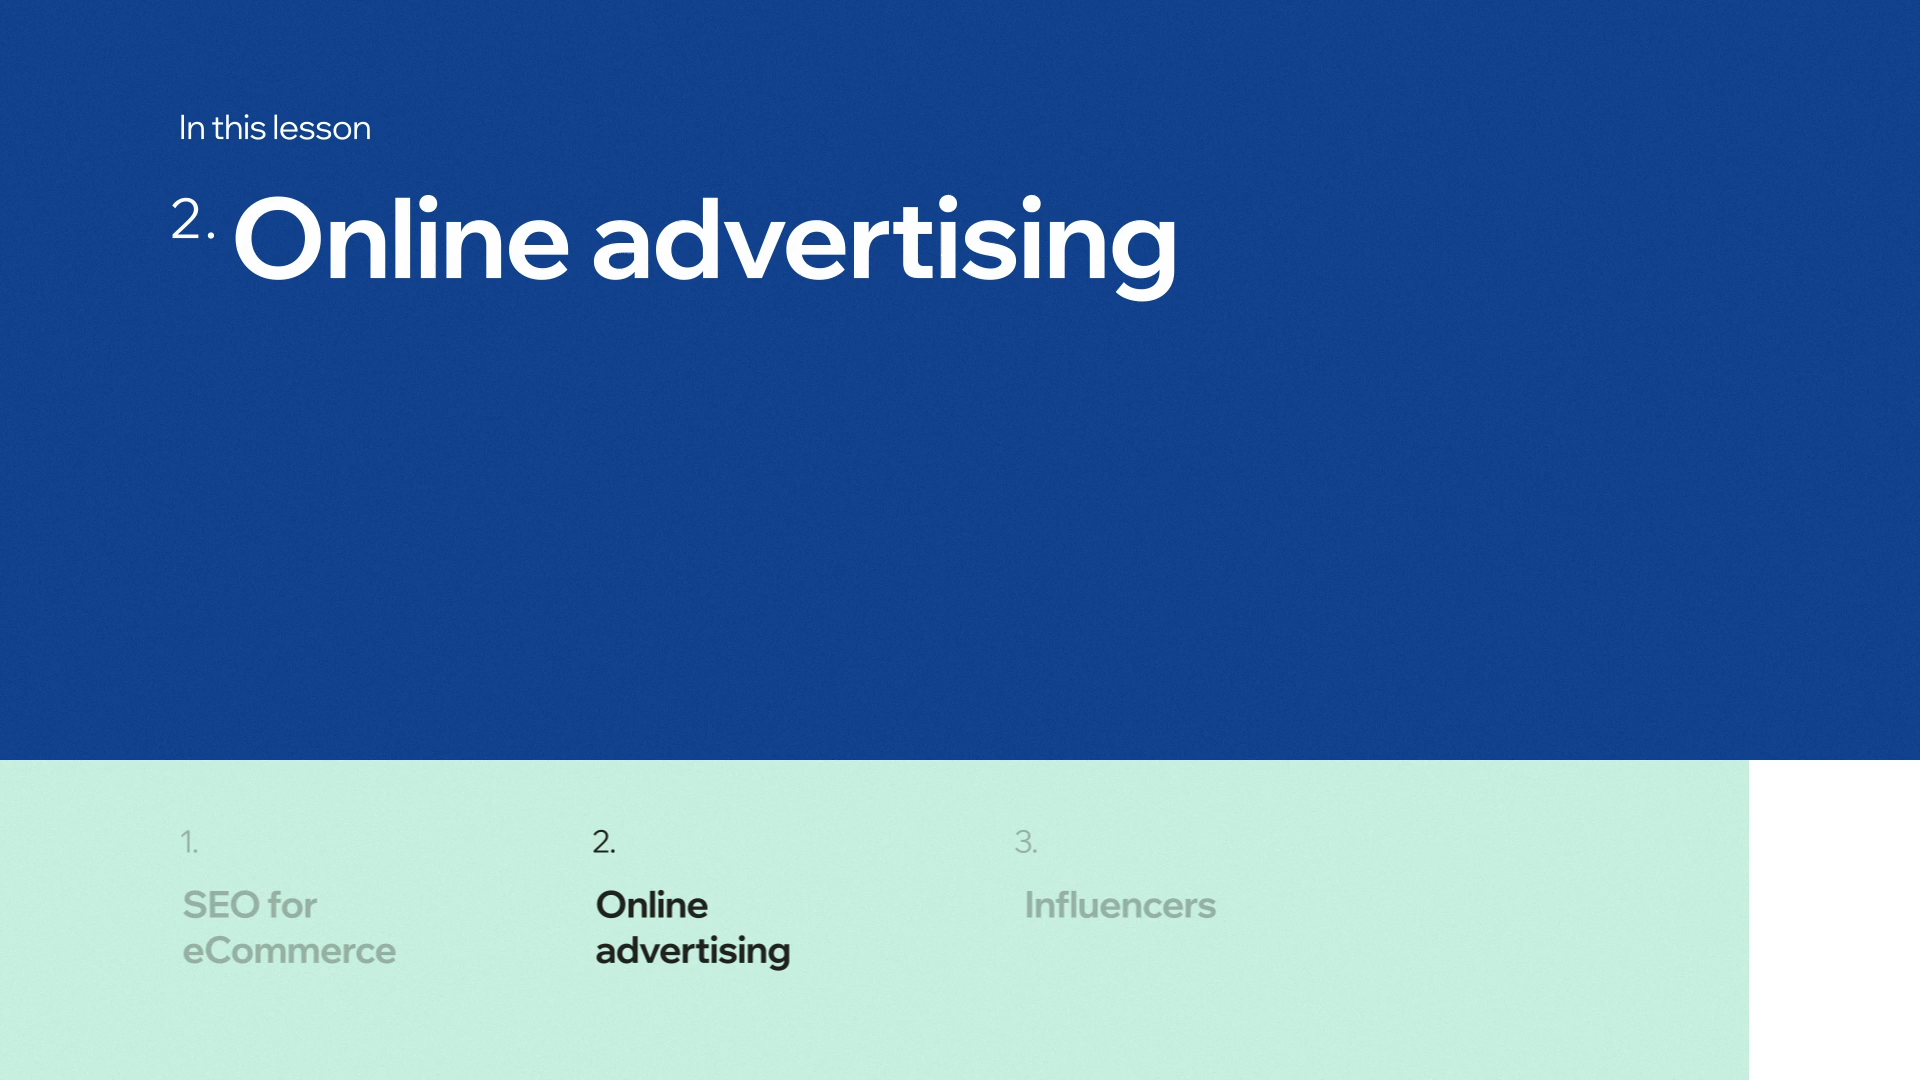 In this lesson
2. Online advertising
1.
SEO for
eCommerce
2.
Online
advertising
3.
Influencers